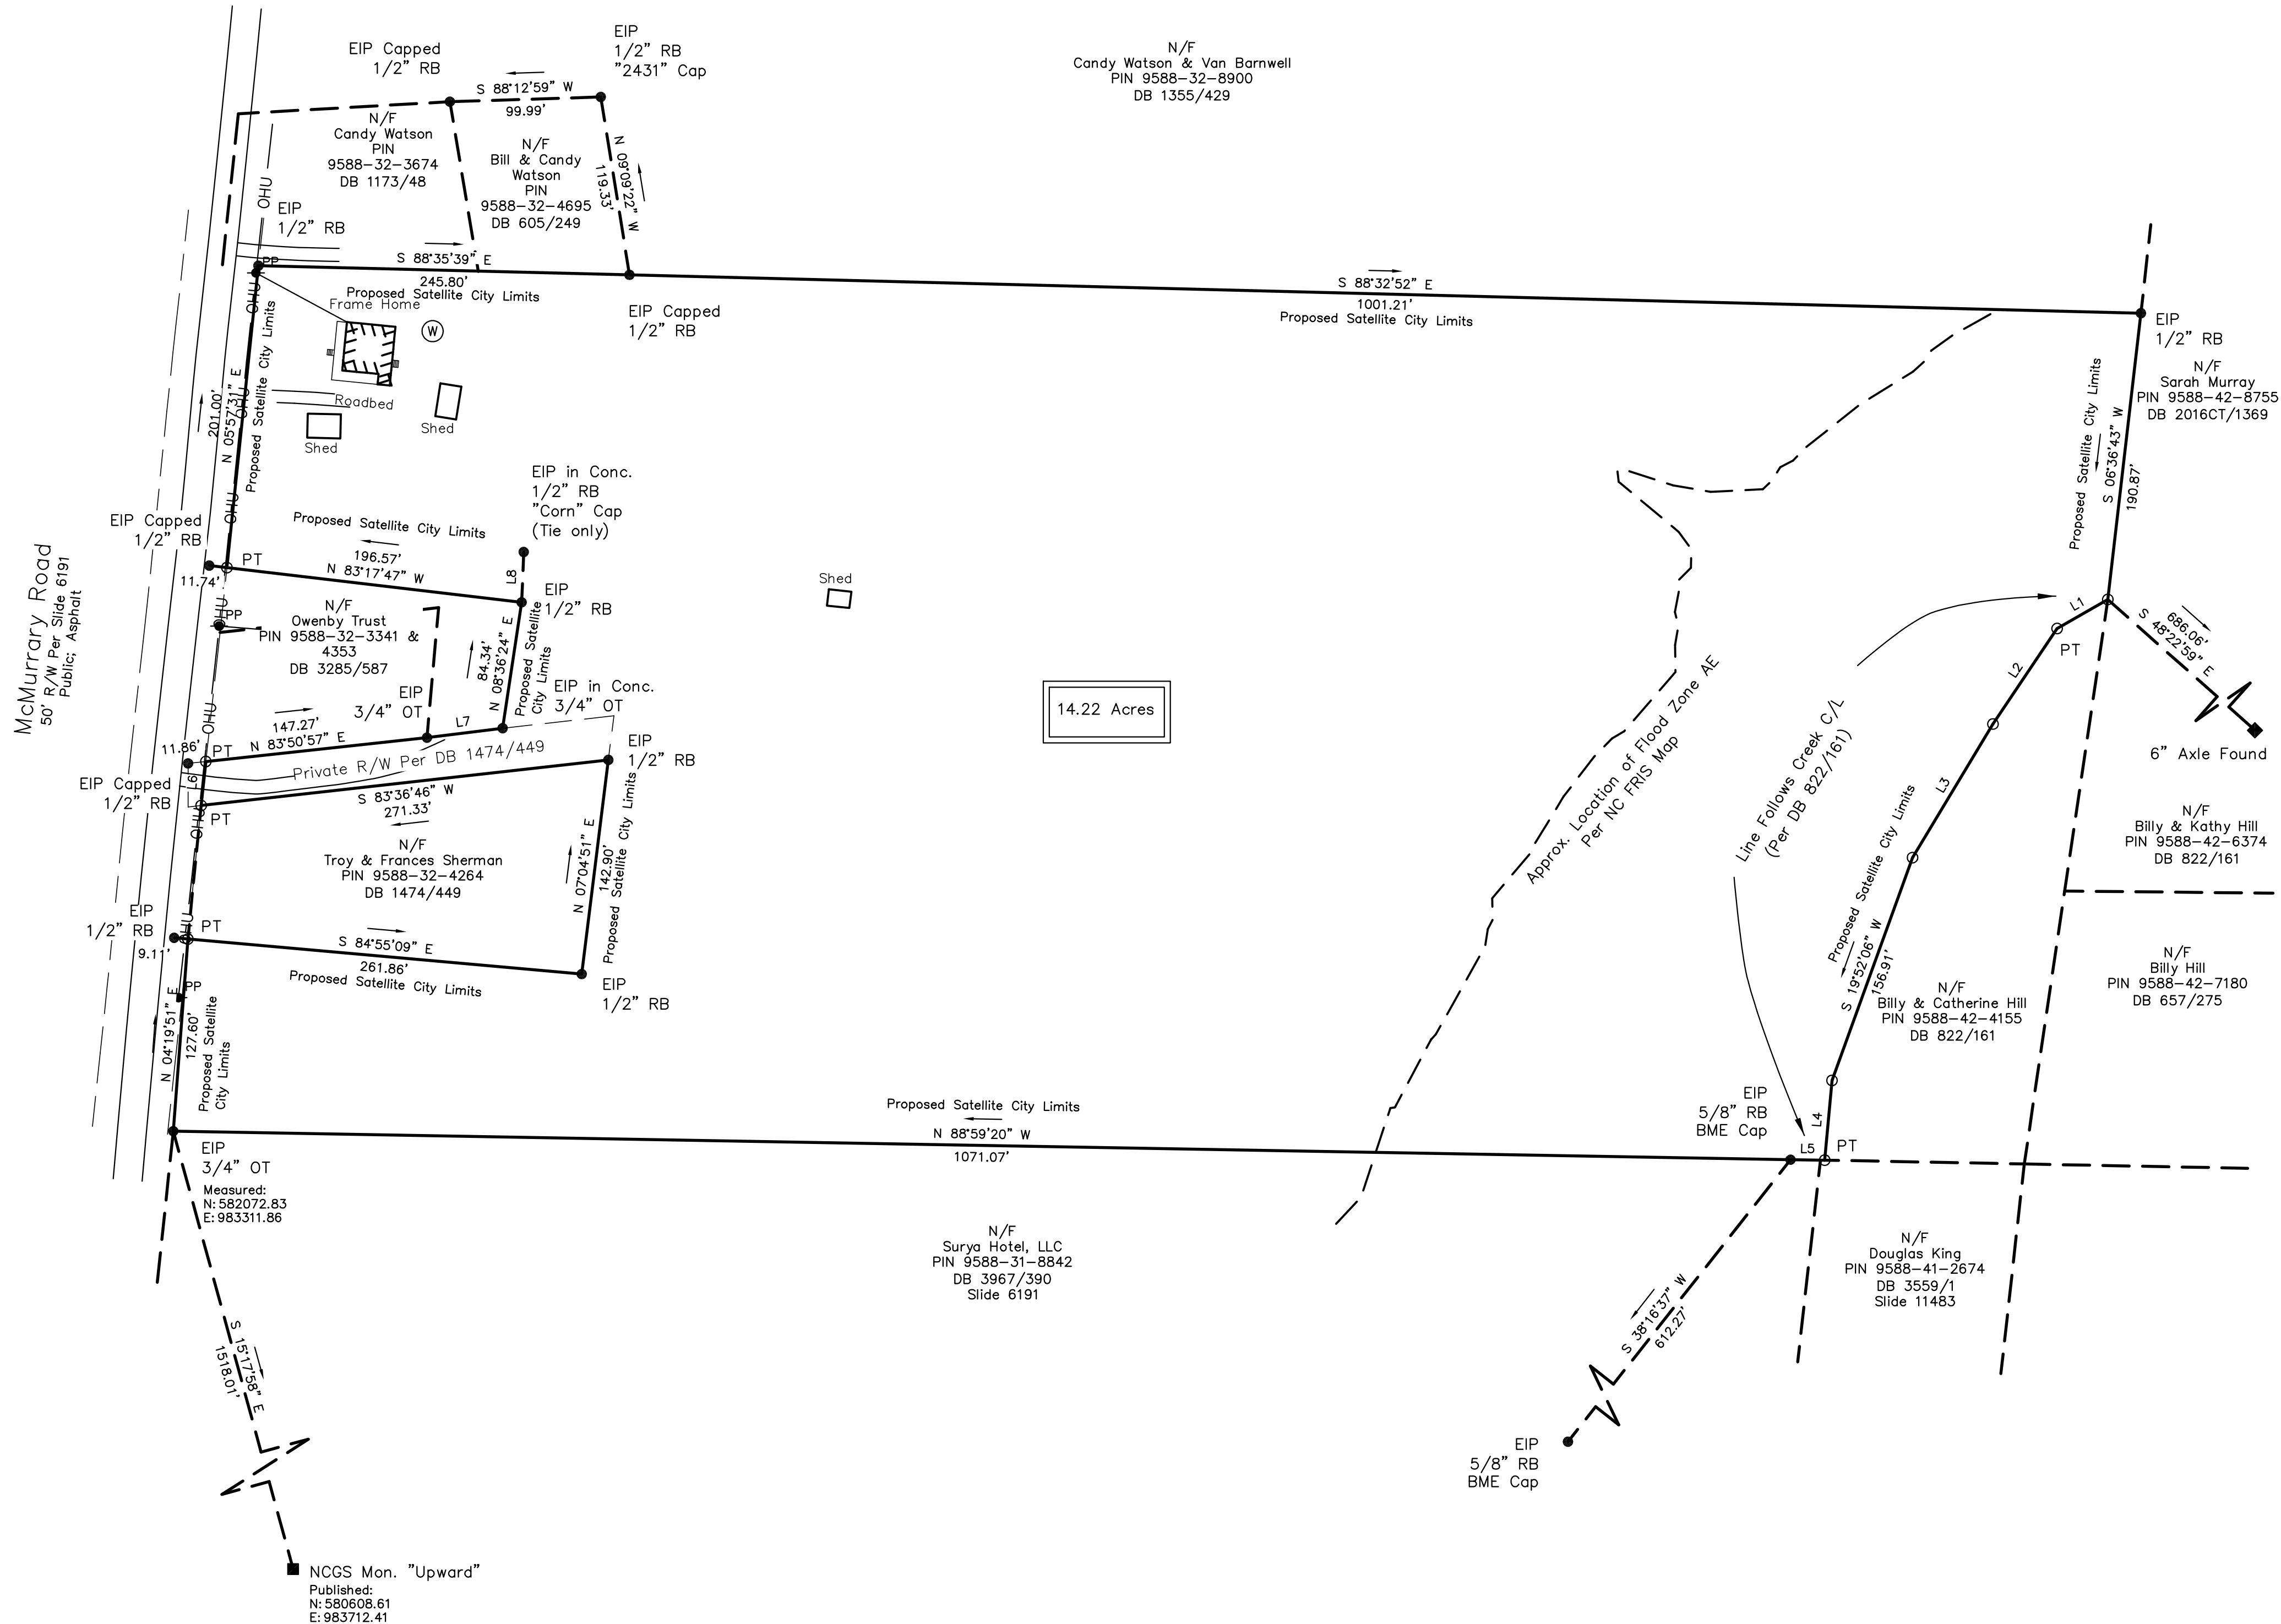 EIP Capped
1/2" RB
EIP
1/2" RB
"2431" Cap
N/F
Candy Watson & Van Barnwell
PIN 9588-32-8900
DB 1355/429
S 88°12'59" W
99.99'
N/F
Candy Watson
PIN
9588-32-3674
DB 1173/48
N/F
Bill & Candy
Watson
PIN
9588-32-4695
DB 605/249
N 09°09'22" W
119.33'
OHU
EIP
1/2" RB
PP
S 88°35'39" E
245.80'
Proposed Satellite City Limits
Frame Home
W
EIP Capped
1/2" RB
S 88°32'52" E
1001.21'
Proposed Satellite City Limits
EIP
1/2" RB
N/F
Sarah Murray
PIN 9588-42-8755
DB 2016CT/1369
Proposed Satellite City Limits
S 06°36'43" W
190.87'
OHU
Proposed Satellite City Limits
201.00'
N 05°57'31" E
OHU
Roadbed
Shed
Shed
OHU
EIP in Conc.
1/2" RB
"Corn" Cap
(Tie only)
EIP Capped
1/2" RB
PT
11.74'
Proposed Satellite City Limits
196.57'
N 83°17'47" W
L8
EIP
1/2" RB
Shed
McMurrary Road
50' R/W Per Slide 6191
Public; Asphalt
OHU
PP
N/F
Owenby Trust
PIN 9588-32-3341 &
4353
DB 3285/587
84.34'
N 08°36'24" E
Proposed Satellite
City Limits
EIP
3/4" OT
EIP in Conc.
3/4" OT
OHU
147.27'
N 83°50'57" E
L7
11.86'
PT
Private R/W Per DB 1474/449
EIP
1/2" RB
EIP Capped
1/2" RB
L6
PT
S 83°36'46" W
271.33'
OHU
N/F
Troy & Frances Sherman
PIN 9588-32-4264
DB 1474/449
N 07°04'51" E
142.90'
Proposed Satellite City Limits
EIP
1/2" RB
PT
OHU
9.11'
S 84°55'09" E
261.86'
Proposed Satellite City Limits
EIP
1/2" RB
PP
N 04°19'51" E
127.60'
Proposed Satellite
City Limits
14.22 Acres
Approx. Location of Flood Zone AE
Per NC FRIS Map
Line Follows Creek C/L
(Per DB 822/161)
L1
PT
L2
L3
686.06'
S 48°22'59" E
6" Axle Found
N/F
Billy & Kathy Hill
PIN 9588-42-6374
DB 822/161
Proposed Satellite City Limits
S 19°52'06" W
156.91'
N/F
Billy & Catherine Hill
PIN 9588-42-4155
DB 822/161
N/F
Billy Hill
PIN 9588-42-7180
DB 657/275
EIP
5/8" RB
BME Cap
L4
L5
PT
Proposed Satellite City Limits
N 88°59'20" W
1071.07'
EIP
3/4" OT
Measured:
N: 582072.83
E: 983311.86
N/F
Surya Hotel, LLC
PIN 9588-31-8842
DB 3967/390
Slide 6191
N/F
Douglas King
PIN 9588-41-2674
DB 3559/1
Slide 11483
S 38°16'37" W
612.27'
S 15°17'58" E
1518.01'
EIP
5/8" RB
BME Cap
NCGS Mon. "Upward"
Published:
N: 580608.61
E: 983712.41